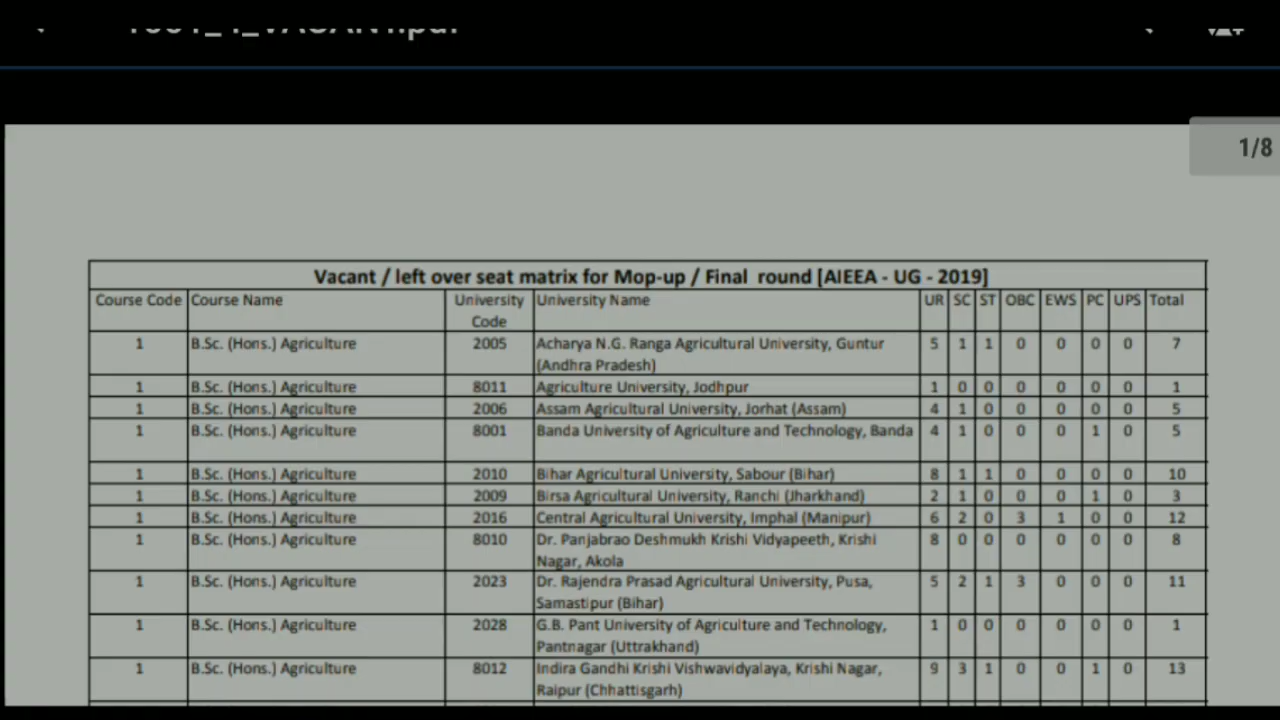 1/8
Vacant / left over seat matrix for Mop-up / Final round [AIEEA - UG - 2019]
Course Code Course Name University Code University Name UR SC ST OBC EWS PC UPS Total
1 B.Sc. (Hons.) Agriculture 2005 Acharya N.G. Ranga Agricultural University, Guntur (Andhra Pradesh) 5 1 1 0 0 0 0 7
1 B.Sc. (Hons.) Agriculture 8011 Agriculture University, Jodhpur 1 0 0 0 0 0 0 1
1 B.Sc. (Hons.) Agriculture 2006 Assam Agricultural University, Jorhat (Assam) 4 1 0 0 0 0 0 5
1 B.Sc. (Hons.) Agriculture 8001 Banda University of Agriculture and Technology, Banda 4 1 0 0 0 1 0 5
1 B.Sc. (Hons.) Agriculture 2010 Bihar Agricultural University, Sabour (Bihar) 8 1 1 0 0 0 0 10
1 B.Sc. (Hons.) Agriculture 2009 Birsa Agricultural University, Ranchi (Jharkhand) 2 1 0 0 0 1 0 3
1 B.Sc. (Hons.) Agriculture 2016 Central Agricultural University, Imphal (Manipur) 6 2 0 3 1 0 0 12
1 B.Sc. (Hons.) Agriculture 8010 Dr. Panjabrao Deshmukh Krishi Vidyapeeth, Krishi Nagar, Akola 8 0 0 0 0 0 0 8
1 B.Sc. (Hons.) Agriculture 2023 Dr. Rajendra Prasad Agricultural University, Pusa, Samastipur (Bihar) 5 2 1 3 0 0 0 11
1 B.Sc. (Hons.) Agriculture 2028 G.B. Pant University of Agriculture and Technology, Pantnagar (Uttrakhand) 1 0 0 0 0 0 0 1
1 B.Sc. (Hons.) Agriculture 8012 Indira Gandhi Krishi Vishwavidyalaya, Krishi Nagar, Raipur (Chhattisgarh) 9 3 1 0 0 1 0 13